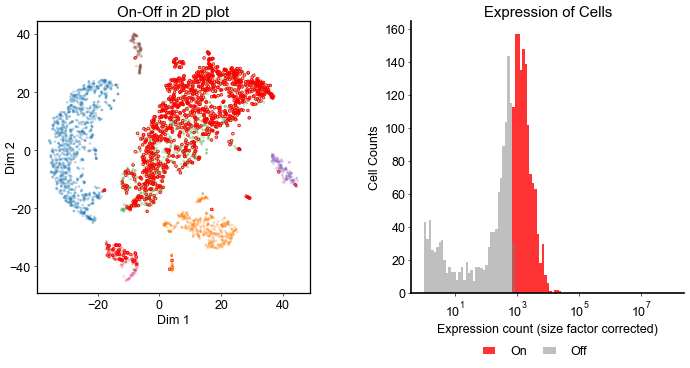 On-Off in 2D plot
40
20
0
−20
−40
Dim 2
−20
0
20
40
Dim 1
Expression of Cells
160
140
120
100
80
60
40
20
0
Cell Counts
10^1
10^3
10^5
10^7
Expression count (size factor corrected)
On
Off